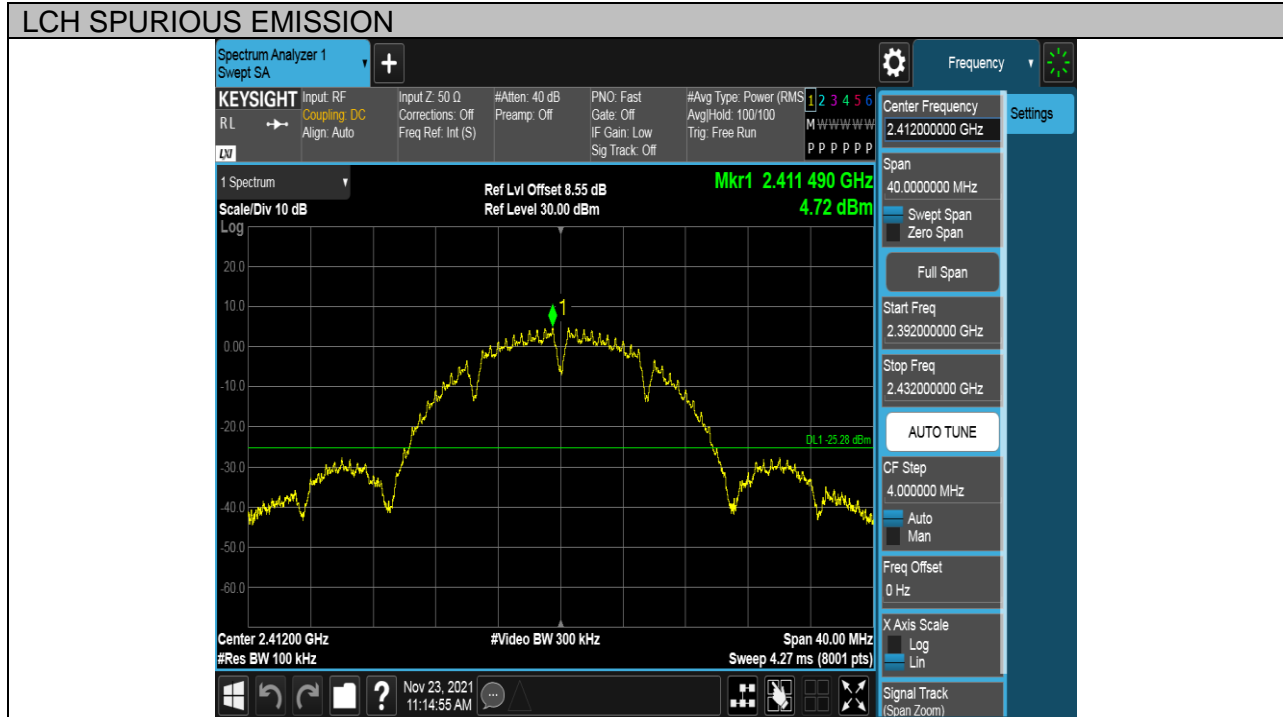 LCH SPURIOUS EMISSION
Spectrum Analyzer 1
Swept SA
+
Frequency
KEYSIGHT
RL
LXI
Input: RF
Coupling: DC
Align: Auto
Input Z: 50 Ω
Corrections: Off
Freq Ref: Int (S)
#Atten: 40 dB
Preamp: Off
PNO: Fast
Gate: Off
IF Gain: Low
Sig Track: Off
#Avg Type: Power (RMS
Avg|Hold: 100/100
Trig: Free Run
1 2 3 4 5 6
M W W W W W
P P P P P P
1 Spectrum
Scale/Div 10 dB
Ref Lvl Offset 8.55 dB
Ref Level 30.00 dBm
Mkr1 2.411 490 GHz
4.72 dBm
Log
20.0
10.0
0.00
-10.0
-20.0
-30.0
-40.0
-50.0
-60.0
1
DL1 -25.28 dBm
Center 2.41200 GHz
#Res BW 100 kHz
#Video BW 300 kHz
Span 40.00 MHz
Sweep 4.27 ms (8001 pts)
Center Frequency
2.412000000 GHz
Settings
Span
40.0000000 MHz
Swept Span
Zero Span
Full Span
Start Freq
2.392000000 GHz
Stop Freq
2.432000000 GHz
AUTO TUNE
CF Step
4.000000 MHz
Auto
Man
Freq Offset
0 Hz
X Axis Scale
Log
Lin
Signal Track
(Span Zoom)
?
Nov 23, 2021
11:14:55 AM